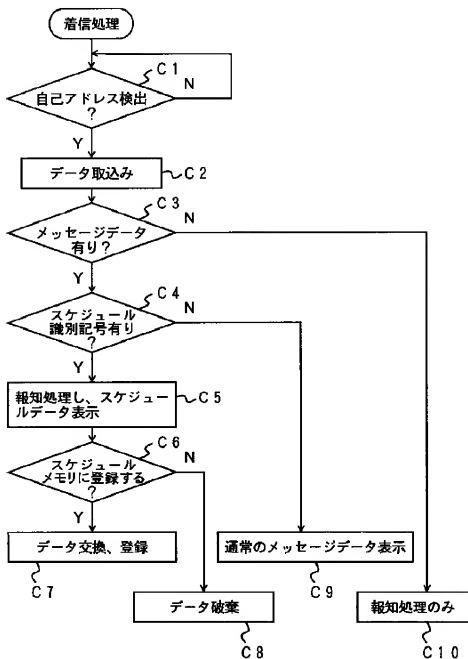 着信処理
C1
N
自己アドレス検出
?
Y
データ取込み
C2
C3
N
メッセージデータ
有り?
Y
C4
N
スケジュール
識別記号有り
?
Y
報知処理し、スケジュー
ルデータ表示
C5
C6
N
スケジュール
メモリに登録する
?
Y
データ交換、登録
C7
通常のメッセージデータ表示
C9
データ破棄
C8
報知処理のみ
C10